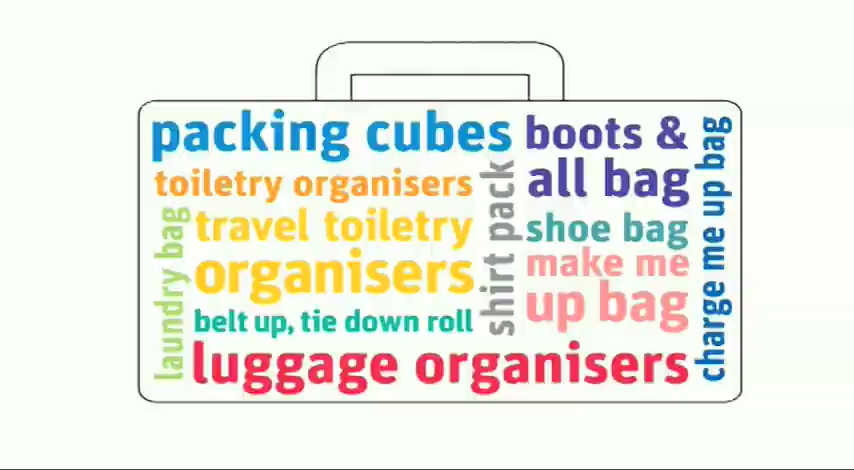 packing cubes
toiletry organisers
laundry bag
travel toiletry
organisers
belt up, tie down roll
shirt pack
luggage organisers
boots &
all bag
shoe bag
make me
up bag
charge me up bag